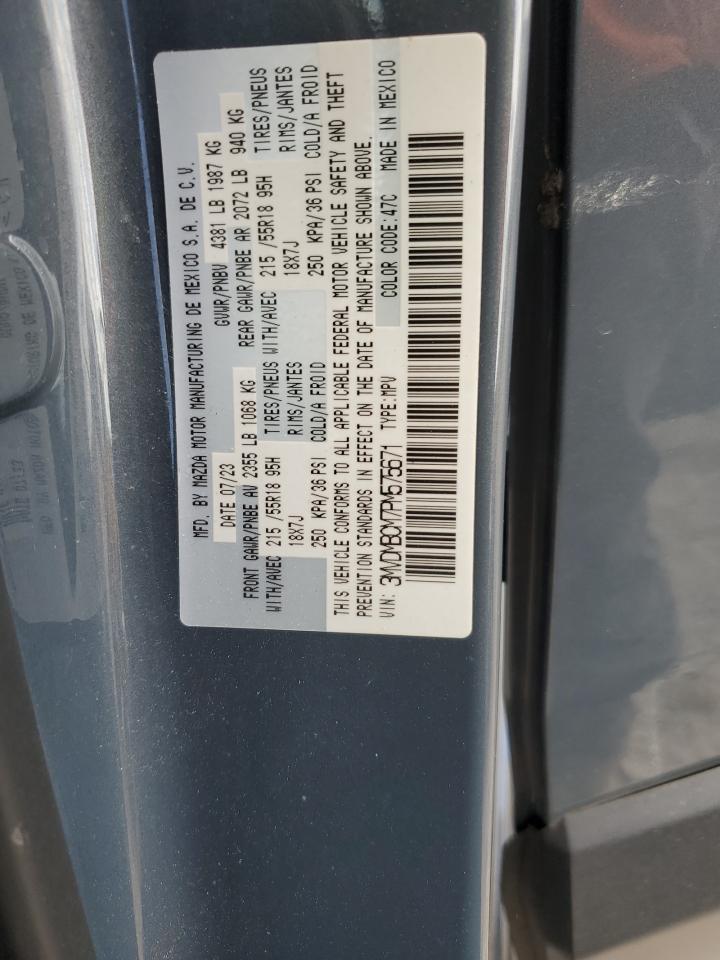 MFD. BY MAZDA MOTOR MANUFACTURING DE MEXICO S.A. DE C.V.
DATE 07/23 GVWR/PNBV 4381 LB 1987 KG
FRONT GAWR/PNBE AV 2355 LB 1068 KG REAR GAWR/PNBE AR 2072 LB 940 KG
WITH/AVEC 215 /55R18 95H TIRES/PNEUS WITH/AVEC 215 /55R18 95H TIRES/PNEUS
18X7J RIMS/JANTES 18X7J RIMS/JANTES
250 KPA/36 PSI COLD/A FROID 250 KPA/36 PSI COLD/A FROID
THIS VEHICLE CONFORMS TO ALL APPLICABLE FEDERAL MOTOR VEHICLE SAFETY AND THEFT
PREVENTION STANDARDS IN EFFECT ON THE DATE OF MANUFACTURE SHOWN ABOVE.
VIN: 3MVDMBCM7PM575671 TYPE:MPV COLOR CODE:47C MADE IN MEXICO